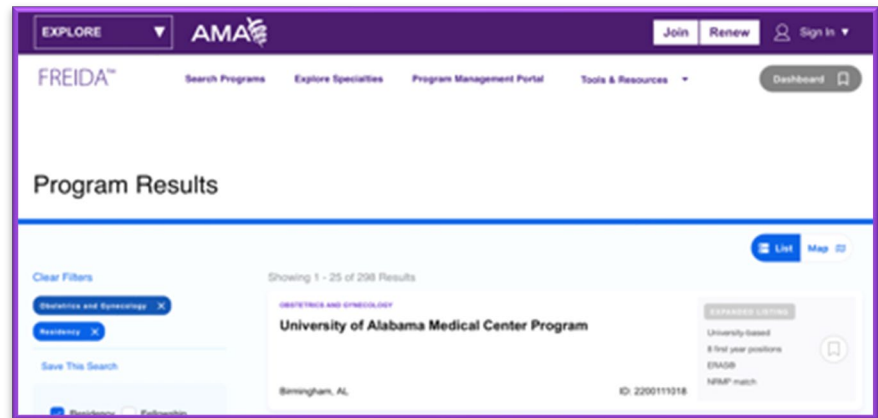 EXPLORE ▼ AMA Join Renew Sign In ▼
FREIDA™ Search Programs Explore Specialties Program Management Portal Tools & Resources Dashboard
Program Results
List Map
Clear Filters Showing 1 - 25 of 298 Results
Obstetrics and Gynecology X
OBSTETRICS AND GYNECOLOGY
EXPANDED LISTING
Residency X
University of Alabama Medical Center Program
University-based
8 first year positions
Save This Search
ERAS®
NRMP match
Birmingham, AL
ID: 2200111018
Residency Fellowship